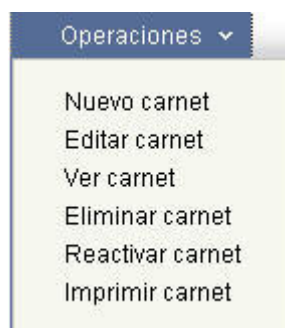 Operaciones
Nuevo carnet
Editar carnet
Ver carnet
Eliminar carnet
Reactivar carnet
Imprimir carnet